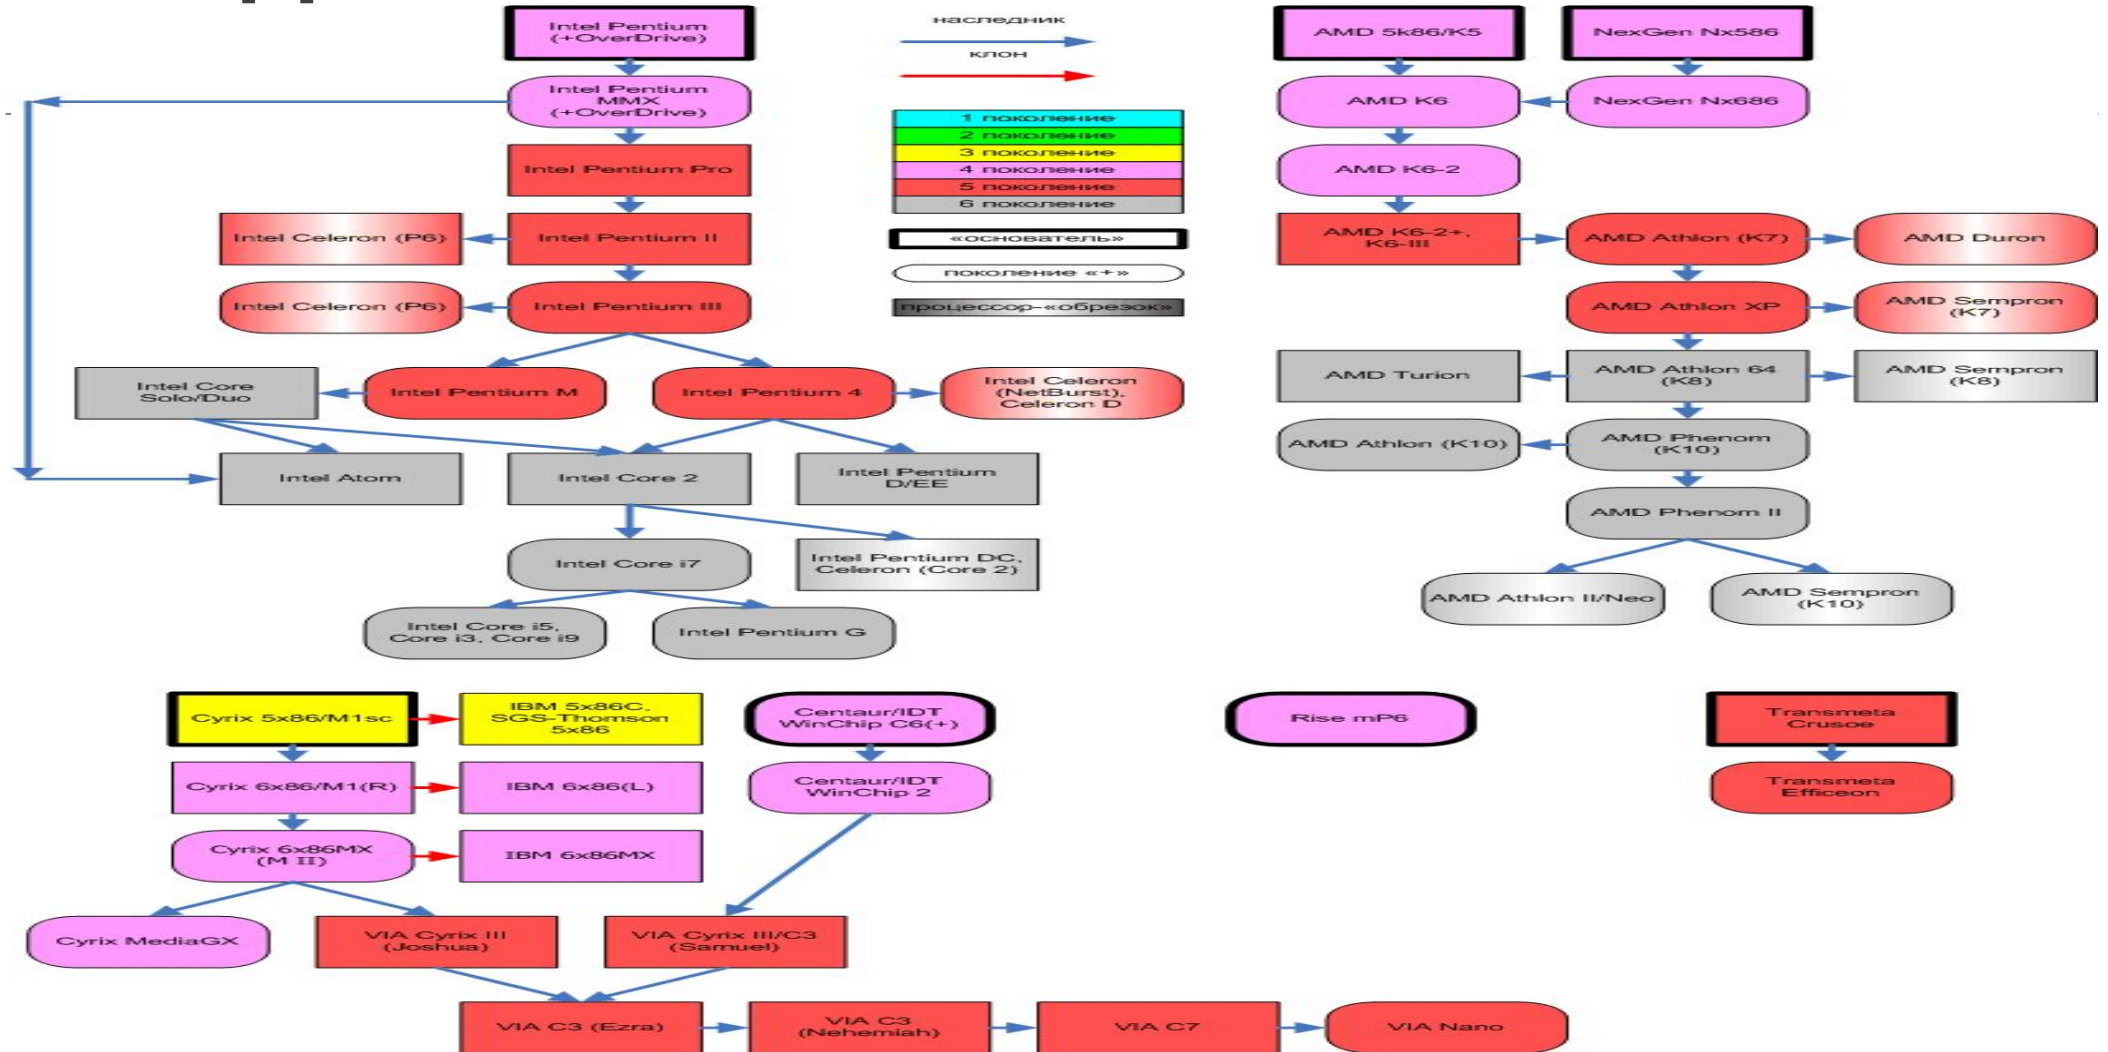 Intel Pentium
(+OverDrive)
наследник
клон
AMD 5k86/K5
NexGen Nx586
Intel Pentium
MMX
(+OverDrive)
AMD K6
NexGen Nx686
1 поколение
2 поколение
3 поколение
4 поколение
5 поколение
6 поколение
«основатель»
поколение «+»
процессор-«обрезок»
Intel Pentium Pro
AMD K6-2
Intel Celeron (P6)
Intel Pentium II
AMD K6-2+,
K6-III
AMD Athlon (K7)
AMD Duron
Intel Celeron (P6)
Intel Pentium III
AMD Athlon XP
AMD Sempron
(K7)
Intel Core
Solo/Duo
Intel Pentium M
Intel Pentium 4
Intel Celeron
(NetBurst),
Celeron D
AMD Turion
AMD Athlon 64
(K8)
AMD Sempron
(K8)
Intel Atom
Intel Core 2
Intel Pentium
D/EE
AMD Athlon (K10)
AMD Phenom
(K10)
AMD Phenom II
Intel Core i7
Intel Pentium DC,
Celeron (Core 2)
AMD Athlon II/Neo
AMD Sempron
(K10)
Intel Core i5,
Core i3, Core i9
Intel Pentium G
Cyrix 5x86/M1sc
IBM 5x86C,
SGS-Thomson
5x86
Centaur/IDT
WinChip C6(+)
Rise mP6
Transmeta
Crusoe
Cyrix 6x86/M1(R)
IBM 6x86(L)
Centaur/IDT
WinChip 2
Transmeta
Efficeon
Cyrix 6x86MX
(M II)
IBM 6x86MX
Cyrix MediaGX
VIA Cyrix III
(Joshua)
VIA Cyrix III/C3
(Samuel)
VIA C3 (Ezra)
VIA C3
(Nehemiah)
VIA C7
VIA Nano